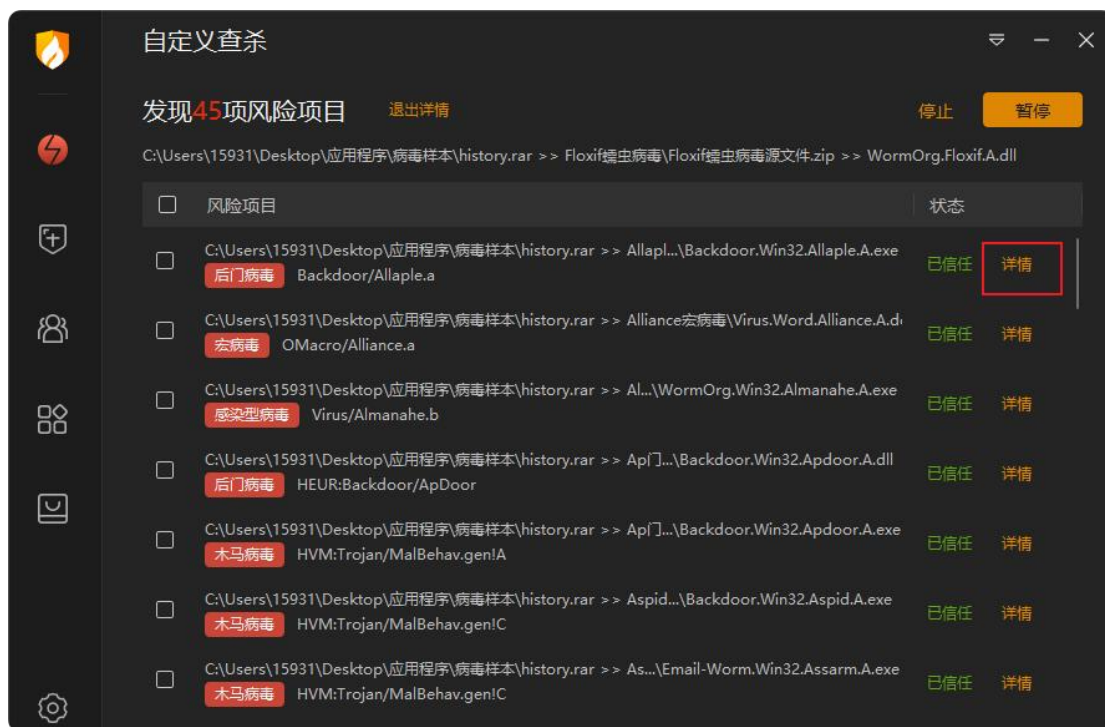 自定义查杀
发现45项风险项目 退出详情 停止 暂停
C:\Users\15931\Desktop\应用程序\病毒样本\history.rar >> Floxif蠕虫病毒\Floxif蠕虫病毒源文件.zip >> WormOrg.Floxif.A.dll
风险项目 状态
C:\Users\15931\Desktop\应用程序\病毒样本\history.rar >> Allapl...\Backdoor.Win32.Allaple.A.exe
后门病毒 Backdoor/Allaple.a 已信任 详情
C:\Users\15931\Desktop\应用程序\病毒样本\history.rar >> Alliance宏病毒\Virus.Word.Alliance.A.d
宏病毒 OMacro/Alliance.a 已信任 详情
C:\Users\15931\Desktop\应用程序\病毒样本\history.rar >> Al...\WormOrg.Win32.Almanahe.A.exe
感染型病毒 Virus/Almanahe.b 已信任 详情
C:\Users\15931\Desktop\应用程序\病毒样本\history.rar >> Ap门...\Backdoor.Win32.Apdoor.A.dll
后门病毒 HEUR:Backdoor/ApDoor 已信任 详情
C:\Users\15931\Desktop\应用程序\病毒样本\history.rar >> Ap门...\Backdoor.Win32.Apdoor.A.exe
木马病毒 HVM:Trojan/MalBehav.gen!A 已信任 详情
C:\Users\15931\Desktop\应用程序\病毒样本\history.rar >> Aspid...\Backdoor.Win32.Aspid.A.exe
木马病毒 HVM:Trojan/MalBehav.gen!C 已信任 详情
C:\Users\15931\Desktop\应用程序\病毒样本\history.rar >> As...\Email-Worm.Win32.Assarm.A.exe
木马病毒 HVM:Trojan/MalBehav.gen!C 已信任 详情